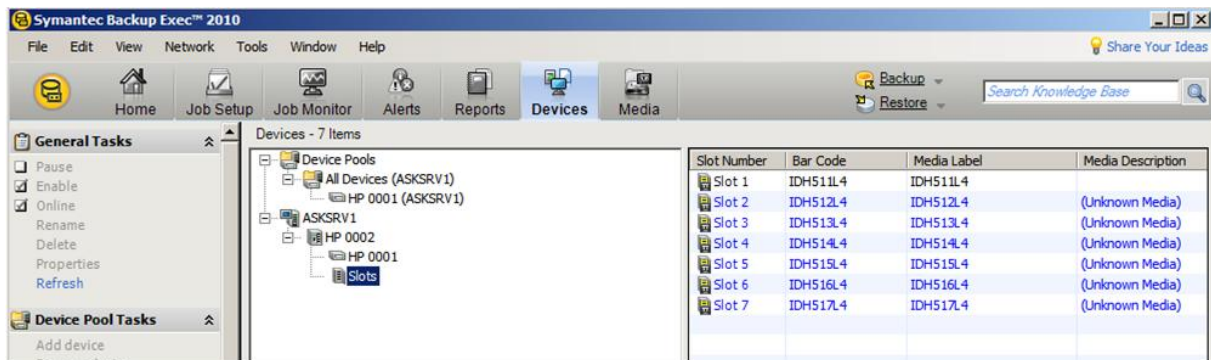 Symantec Backup Exec™ 2010
File Edit View Network Tools Window Help
Share Your Ideas
Home Job Setup Job Monitor Alerts Reports Devices Media
Backup
Restore
Search Knowledge Base
General Tasks
Pause
Enable
Online
Rename
Delete
Properties
Refresh
Device Pool Tasks
Add device
Devices - 7 Items
Device Pools
All Devices (ASKSRV1)
HP 0001 (ASKSRV1)
ASKSRV1
HP 0002
HP 0001
Slots
Slot Number Bar Code Media Label Media Description
Slot 1 IDH511L4 IDH511L4
Slot 2 IDH512L4 IDH512L4 (Unknown Media)
Slot 3 IDH513L4 IDH513L4 (Unknown Media)
Slot 4 IDH514L4 IDH514L4 (Unknown Media)
Slot 5 IDH515L4 IDH515L4 (Unknown Media)
Slot 6 IDH516L4 IDH516L4 (Unknown Media)
Slot 7 IDH517L4 IDH517L4 (Unknown Media)